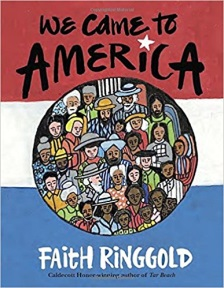 We CAMe to
AMeRiCA
FAitH RiNGGOLD
Caldecott Honor-winning author of Tar Beach